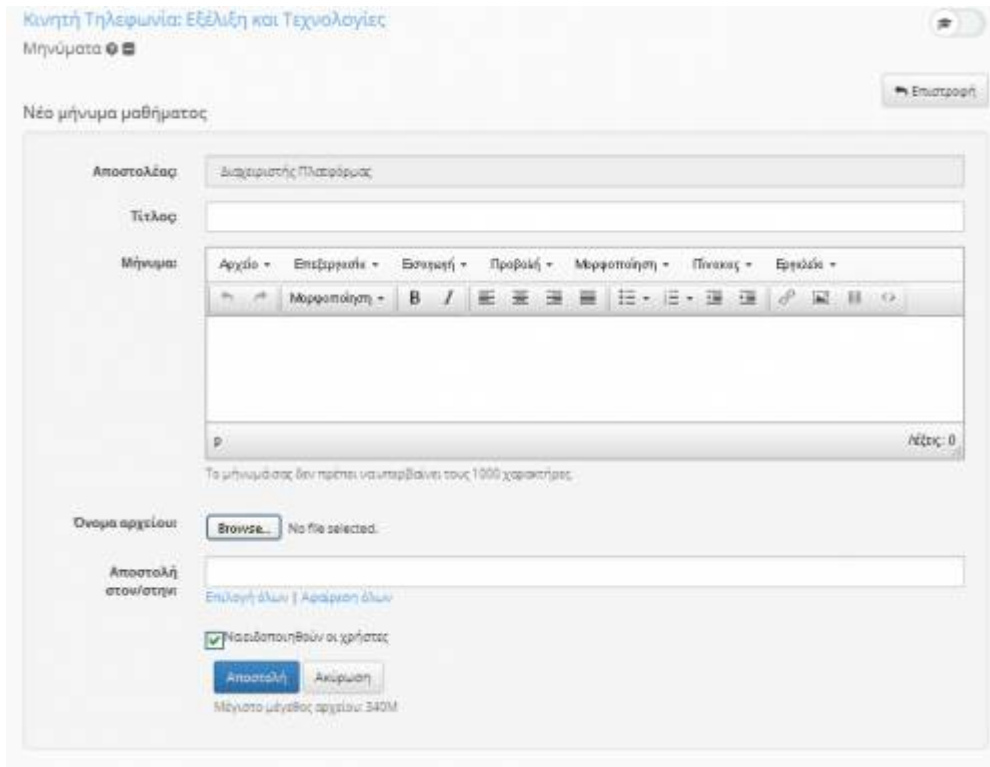 Κινητή Τηλεφωνία: Εξέλιξη και Τεχνολογίες
Μηνύματα
Επιστροφή
Νέο μήνυμα μαθήματος
Αποστολέας: Διαχειριστής Πλατφόρμας
Τίτλος:
Μήνυμα: Αρχείο Επεξεργασία Εισαγωγή Προβολή Μορφοποίηση Πίνακας Εργαλεία
Μορφοποίηση B I
p Λέξεις: 0
Το μήνυμά σας δεν πρέπει να υπερβαίνει τους 1000 χαρακτήρες.
Όνομα αρχείου: Browse... No file selected.
Αποστολή
στον/στην:
Επιλογή όλων | Αφαίρεση όλων
Να ειδοποιηθούν οι χρήστες
Αποστολή Ακύρωση
Μέγιστο μέγεθος αρχείου: 340M